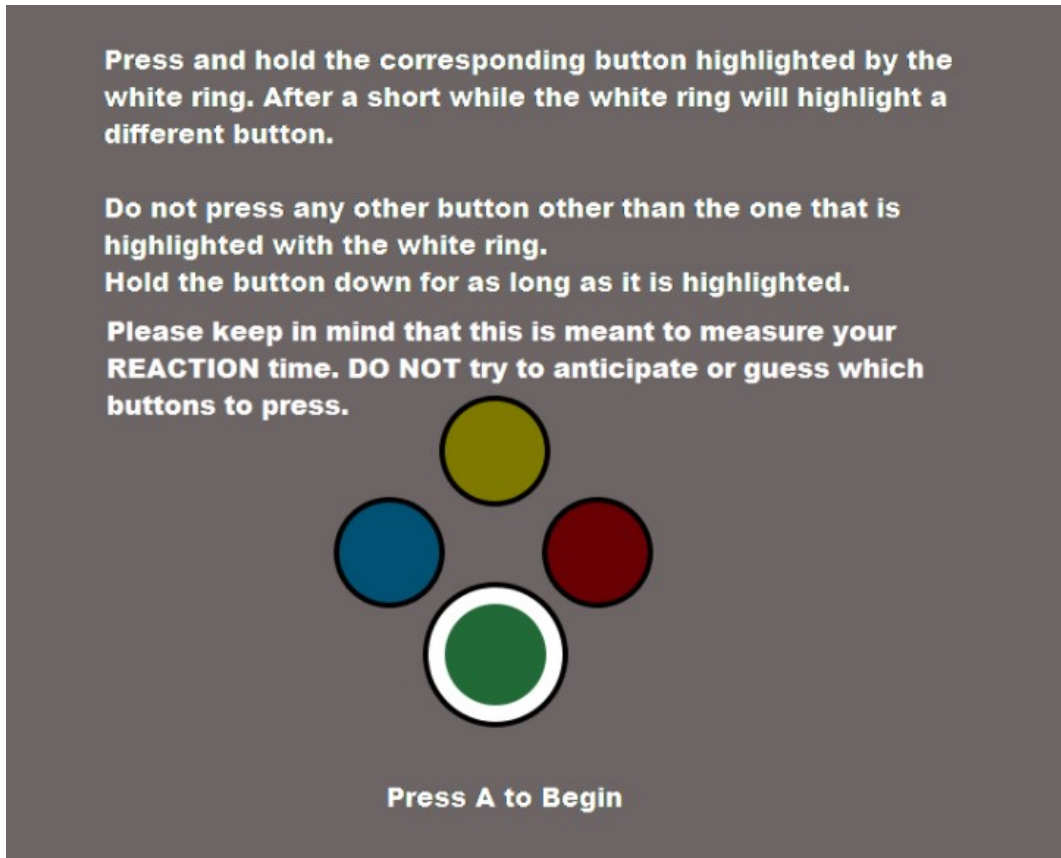 Press and hold the corresponding button highlighted by the
white ring. After a short while the white ring will highlight a
different button.
Do not press any other button other than the one that is
highlighted with the white ring.
Hold the button down for as long as it is highlighted.
Please keep in mind that this is meant to measure your
REACTION time. DO NOT try to anticipate or guess which
buttons to press.
Press A to Begin